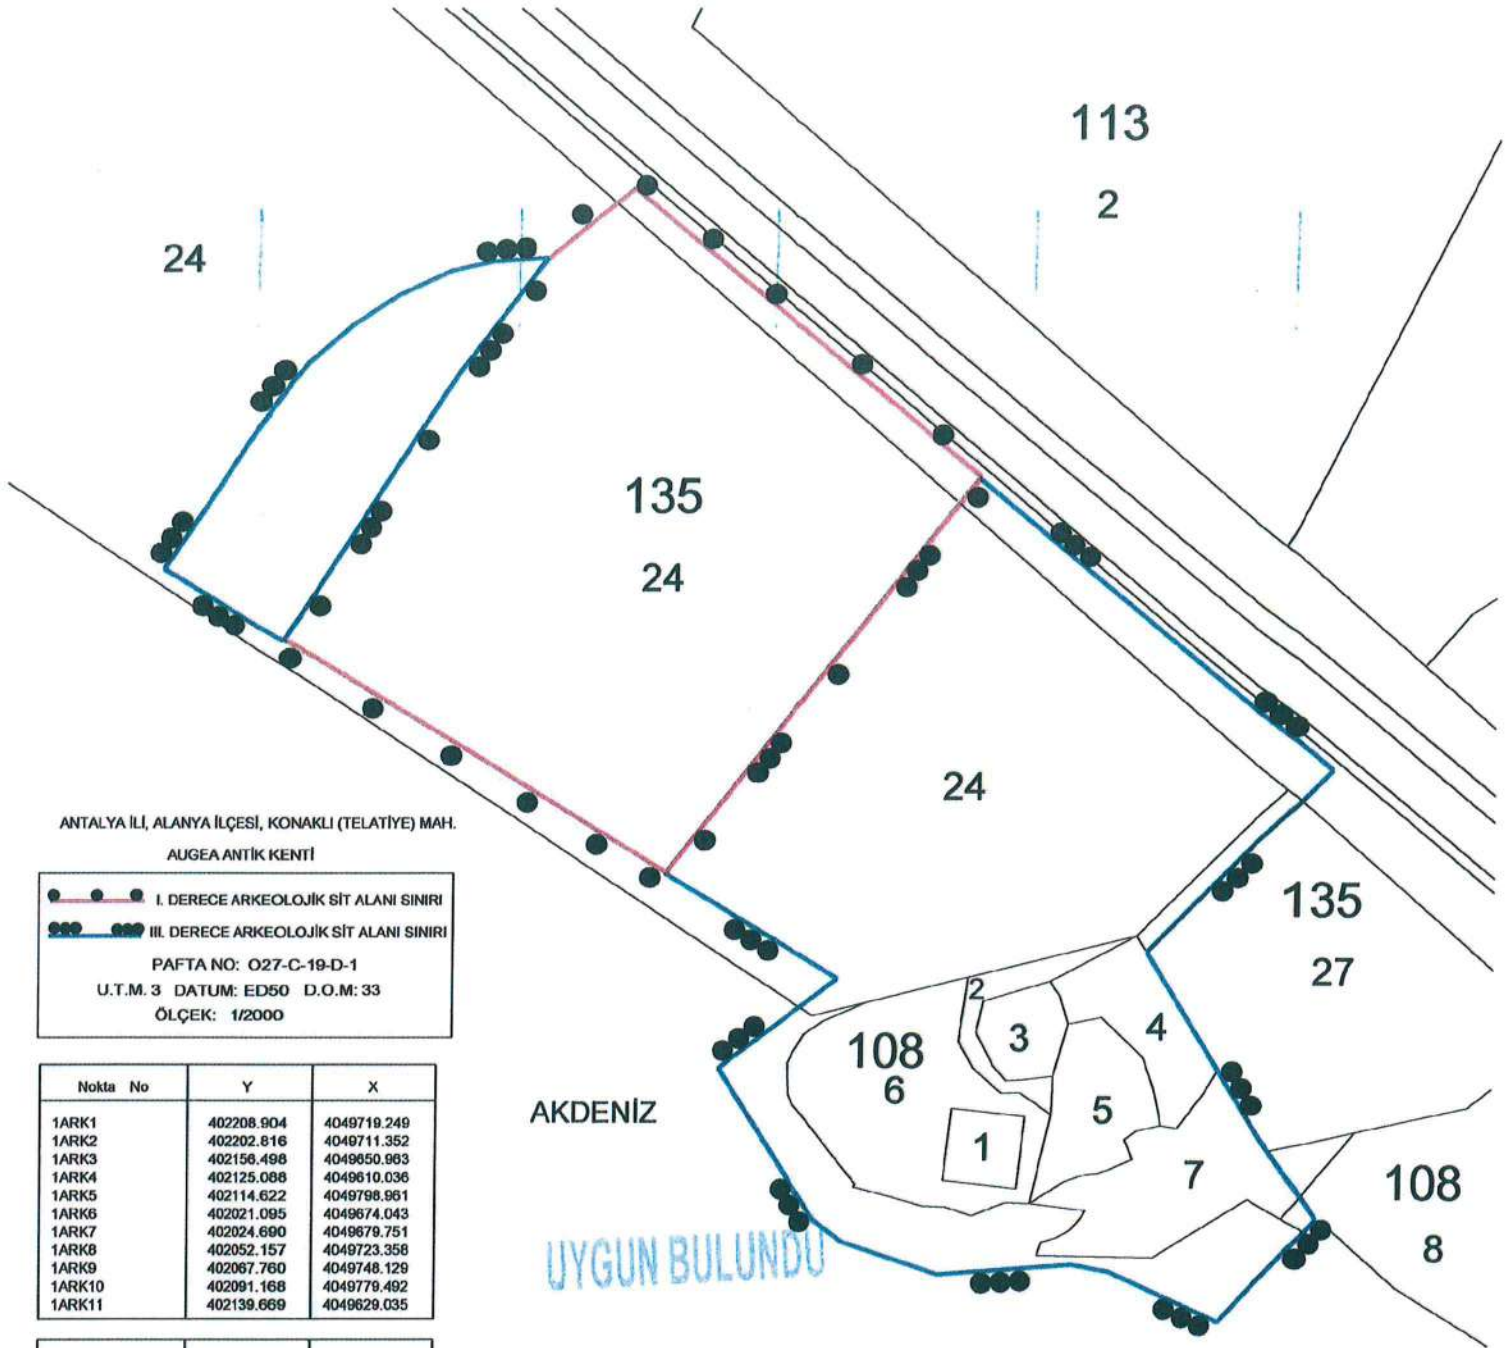 113
2
24
135
24
24
135
27
ANTALYA İLİ, ALANYA İLÇESİ, KONAKLI (TELATİYE) MAH.
AUGEA ANTİK KENTİ
I. DERECE ARKEOLOJİK SİT ALANI SINIRI
III. DERECE ARKEOLOJİK SİT ALANI SINIRI
PAFTA NO: O27-C-19-D-1
U.T.M. 3 DATUM: ED50 D.O.M: 33
ÖLÇEK: 1/2000
2
3
4
108
6
5
1
7
108
8
AKDENİZ
UYGUN BULUNDU
Nokta No Y X
1ARK1 402208.904 4049719.249
1ARK2 402202.816 4049711.352
1ARK3 402156.498 4049650.963
1ARK4 402125.088 4049610.036
1ARK5 402114.622 4049798.961
1ARK6 402021.095 4049674.043
1ARK7 402024.690 4049679.751
1ARK8 402052.157 4049723.358
1ARK9 402067.760 4049748.129
1ARK10 402091.168 4049779.492
1ARK11 402139.669 4049629.035